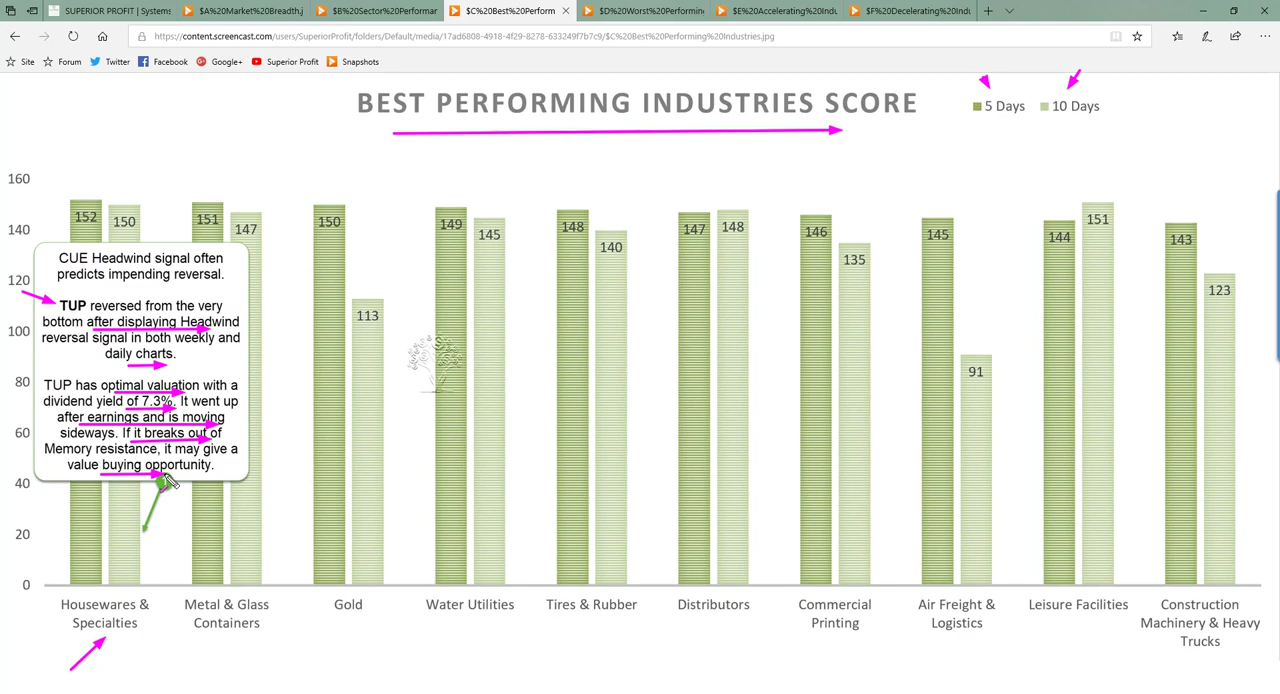 SUPERIOR PROFIT | Systems
$A%20Market%20Breadth.j
$B%20Sector%20Performar
$C%20Best%20Perform
$D%20Worst%20Performin
$E%20Accelerating%20Indu
$F%20Decelerating%20Indu
https://content.screencast.com/users/SuperiorProfit/folders/Default/media/17ad6808-4918-4f29-8278-633249f7b7c9/$C%20Best%20Performing%20Industries.jpg
Site Forum Twitter Facebook Google+ Superior Profit Snapshots
BEST PERFORMING INDUSTRIES SCORE
5 Days 10 Days
160
140
120
100
80
60
40
20
0
152 150 151 147 150 113 149 145 148 140 147 148 146 135 145 91 144 151 143 123
CUE Headwind signal often
predicts impending reversal.
TUP reversed from the very
bottom after displaying Headwind
reversal signal in both weekly and
daily charts.
TUP has optimal valuation with a
dividend yield of 7.3%. It went up
after earnings and is moving
sideways. If it breaks out of
Memory resistance, it may give a
value buying opportunity.
Housewares &
Specialties
Metal & Glass
Containers
Gold
Water Utilities
Tires & Rubber
Distributors
Commercial
Printing
Air Freight &
Logistics
Leisure Facilities
Construction
Machinery & Heavy
Trucks